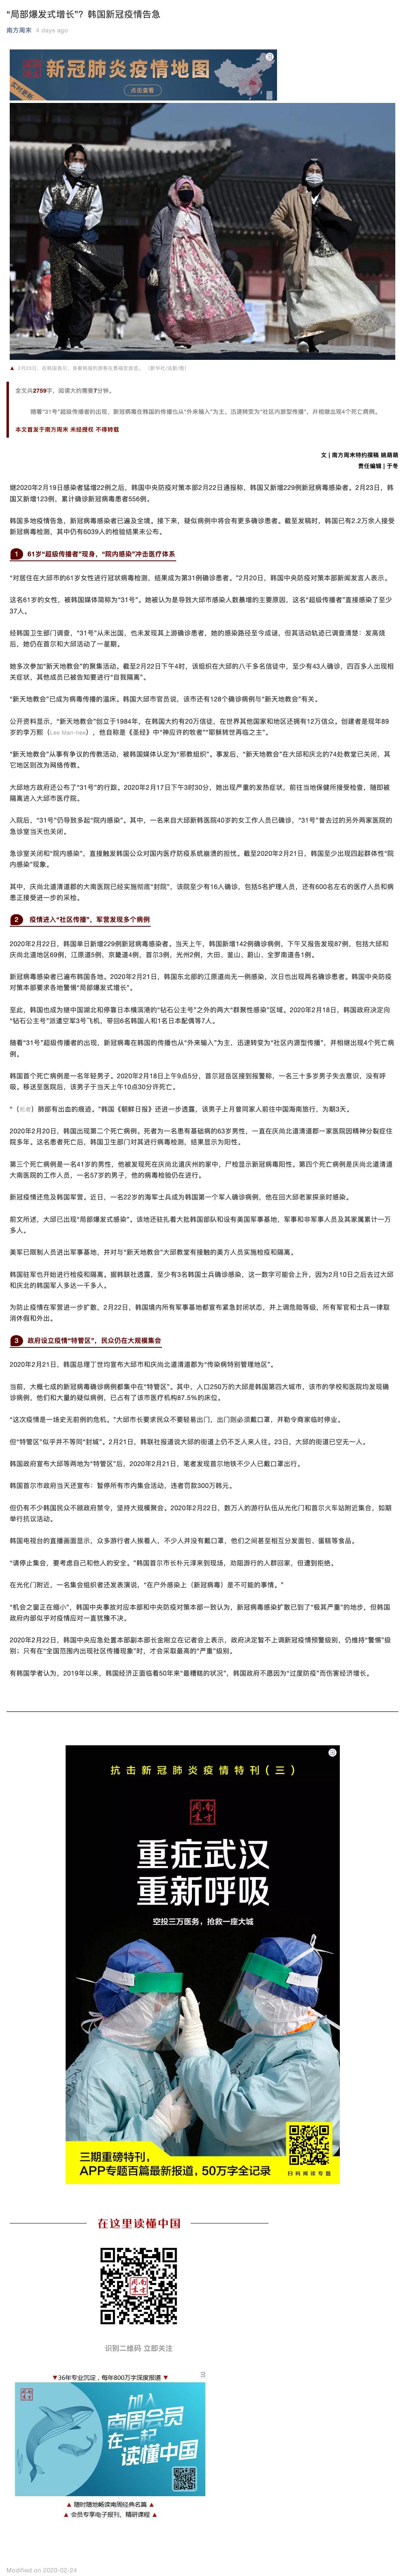 “局部爆发式增长”？韩国新冠疫情告急
南方周末 4 days ago
新冠肺炎疫情地图
实时更新
点击查看
▲ 2月23日，在韩国首尔，身着韩服的游客在景福宫游览。（新华社/法新/图）
全文共2759字，阅读大约需要7分钟。
随着“31号”超级传播者的出现，新冠病毒在韩国的传播也从“外来输入”为主，迅速转变为“社区内源型传播”，并相继出现4个死亡病例。
本文首发于南方周末 未经授权 不得转载
文 | 南方周末特约撰稿 姚萌萌
责任编辑 | 于冬
继2020年2月19日感染者猛增22例之后，韩国中央防疫对策本部2月22日通报称，韩国又新增229例新冠病毒感染者。2月23日，韩
国又新增123例，累计确诊新冠病毒患者556例。
韩国多地疫情告急，新冠病毒感染者已遍及全境。接下来，疑似病例中将会有更多确诊患者。截至发稿时，韩国已有2.2万余人接受
新冠病毒检测，其中仍有6039人的检验结果未公布。
1 61岁“超级传播者”现身，“院内感染”冲击医疗体系
“对居住在大邱市的61岁女性进行冠状病毒检测，结果成为第31例确诊患者。”2月20日，韩国中央防疫对策本部新闻发言人表示。
这名61岁的女性，被韩国媒体简称为“31号”。她被认为是导致大邱市感染人数暴增的主要原因，这名“超级传播者”直接感染了至少
37人。
经韩国卫生部门调查，“31号”从未出国，也未发现其上游确诊患者，她的感染路径至今成谜，但其活动轨迹已调查清楚：发高烧
后，她仍在首尔和大邱活动了一星期。
她多次参加“新天地教会”的聚集活动。截至2月22日下午4时，该组织在大邱的八千多名信徒中，至少有43人确诊，四百多人出现相
关症状，其他成员已被告知要进行“自我隔离”。
“新天地教会”已成为病毒传播的温床。韩国大邱市官员说，该市还有128个确诊病例与“新天地教会”有关。
公开资料显示，“新天地教会”创立于1984年，在韩国大约有20万信徒，在世界其他国家和地区还拥有12万信众。创建者是现年89
岁的李万熙（Lee Man-hee），他自称是《圣经》中“神应许的牧者”“耶稣转世再临之主”。
“新天地教会”从事有争议的传教活动，被韩国媒体认定为“邪教组织”。事发后，“新天地教会”在大邱和庆北的74处教堂已关闭，其
它地区则改为网络传教。
大邱地方政府还公布了“31号”的行踪。2020年2月17日下午3时30分，她出现严重的发热症状，前往当地保健所接受检查，随即被
隔离进入大邱市医疗院。
入院后，“31号”仍导致多起“院内感染”。其中，一名来自大邱新韩医院40岁的女工作人员已确诊，“31号”曾去过的另外两家医院的
急诊室当天也关闭。
急诊室关闭和“院内感染”，直接触发韩国公众对国内医疗防疫系统崩溃的担忧。截至2020年2月21日，韩国至少出现四起群体性“院
内感染”现象。
其中，庆尚北道清道郡的大南医院已经实施彻底“封院”，该院至少有16人确诊，包括5名护理人员，还有600名左右的医疗人员和病
患正接受进一步的采检。
2 疫情进入“社区传播”，军营发现多个病例
2020年2月22日，韩国单日新增229例新冠病毒感染者。当天上午，韩国新增142例确诊病例，下午又报告发现87例，包括大邱和
庆尚北道地区69例，江原道5例，京畿道4例，首尔3例，光州2例，大田、釜山、蔚山、全罗南道各1例。
新冠病毒感染者已遍布韩国各地。2020年2月21日，韩国东北部的江原道尚无一例感染，次日也出现两名确诊患者。韩国中央防疫
对策本部要求各地警惕“局部爆发式增长”。
至此，韩国也成为继中国湖北和停靠日本横滨港的“钻石公主号”之外的两大“群聚性感染”区域。2020年2月18日，韩国政府决定向
“钻石公主号”派遣空军3号飞机，带回6名韩国人和1名日本配偶等7人。
随着“31号”超级传播者的出现，新冠病毒在韩国的传播也从“外来输入”为主，迅速转变为“社区内源型传播”，并相继出现4个死亡病
例。
韩国首个死亡病例是一名年轻男子。2020年2月18日上午9点5分，首尔冠岳区接到报警称，一名三十多岁男子失去意识，没有呼
吸。移送至医院后，该男子于当天上午10点30分许死亡。
“（死者）肺部有出血的痕迹。”韩国《朝鲜日报》还进一步透露，该男子上月曾同家人前往中国海南旅行，为期3天。
2020年2月20日，韩国出现第二个死亡病例。死者为一名患有基础病的63岁男性，一直在庆尚北道清道郡一家医院因精神分裂症住
院多年。这名患者死亡后，韩国卫生部门对其进行病毒检测，结果显示为阳性。
第三个死亡病例是一名41岁的男性，他被发现死在庆尚北道庆州的家中，尸检显示新冠病毒阳性。第四个死亡病例是庆尚北道清道
大南医院的工作人员，一名57岁的男子，他的病毒检验仍在进行。
新冠疫情还危及韩国军营。近日，一名22岁的海军士兵成为韩国第一个军人确诊病例，他在回大邱老家探亲时感染。
前文所述，大邱已出现“局部爆发式感染”。该地还驻扎着大批韩国部队和设有美国军事基地，军事和非军事人员及其家属累计一万
多人。
美军已限制人员进出军事基地，并对与“新天地教会”大邱教堂有接触的美方人员实施检疫和隔离。
韩国驻军也开始进行检疫和隔离。据韩联社透露，至少有3名韩国士兵确诊感染，这一数字可能会上升，因为2月10日之后去过大邱
和庆北的韩国军人多达一千多人。
为防止疫情在军营进一步扩散，2月22日，韩国境内所有军事基地都宣布紧急封闭状态，并上调危险等级，所有军官和士兵一律取
消休假和外出。
3 政府设立疫情“特管区”，民众仍在大规模集会
2020年2月21日，韩国总理丁世均宣布大邱市和庆尚北道清道郡为“传染病特别管理地区”。
当前，大概七成的新冠病毒确诊病例都集中在“特管区”。其中，人口250万的大邱是韩国第四大城市，该市的学校和医院均发现确
诊病例，他们和大量的疑似病例，已占有了该市医疗机构87.5％的床位。
“这次疫情是一场史无前例的危机。”大邱市长要求民众不要轻易出门，出门则必须戴口罩，并勒令商家临时停业。
但“特管区”似乎并不等同“封城”。2月21日，韩联社报道说大邱的街道上仍不乏人来人往。23日，大邱的街道已空无一人。
韩国政府宣布大邱等两地为“特管区”后，2020年2月21日，笔者发现首尔地铁不少人已戴口罩出行。
韩国首尔市政府当天还宣布：暂停所有市内集会活动，违者罚款300万韩元。
但仍有不少韩国民众不顾政府禁令，坚持大规模聚会。2020年2月22日，数万人的游行队伍从光化门和首尔火车站附近集合，如期
举行抗议活动。
韩国电视台的直播画面显示，众多游行者人挨着人，不少人并没有戴口罩，他们之间甚至相互分发面包、蛋糕等食品。
“请停止集会，要考虑自己和他人的安全。”韩国首尔市长朴元淳来到现场，劝阻游行的人群回家，但遭到拒绝。
在光化门附近，一名集会组织者还发表演说，“在户外感染上（新冠病毒）是不可能的事情。”
“机会之窗正在缩小”，韩国中央事故对应本部和中央防疫对策本部一致认为，新冠病毒感染扩散已到了“极其严重”的地步，但韩国
政府内部似乎对疫情应对一直犹豫不决。
2020年2月22日，韩国中央应急处置本部副本部长金刚立在记者会上表示，政府决定暂不上调新冠疫情预警级别，仍维持“警惕”级
别；只有在“全国范围内出现社区传播现象”时，才会采取最高的“严重”级别。
有韩国学者认为，2019年以来，韩国经济正面临着50年来“最糟糕的状况”，韩国政府不愿因为“过度防疫”而伤害经济增长。
抗击新冠肺炎疫情特刊（三）
南方周末
重症武汉
重新呼吸
空投三万医务，抢救一座大城
三期重磅特刊，
APP专题百篇最新报道，50万字全记录
扫码阅读专题
在这里读懂中国
识别二维码 立即关注
▼36年专业沉淀，每年800万字深度报道▼
加入
南周会员
在一起
读懂中国
▲ 随时随地畅读南周经典名篇 ▲
▲ 会员专享电子报刊、精研课程 ▲
Modified on 2020-02-24